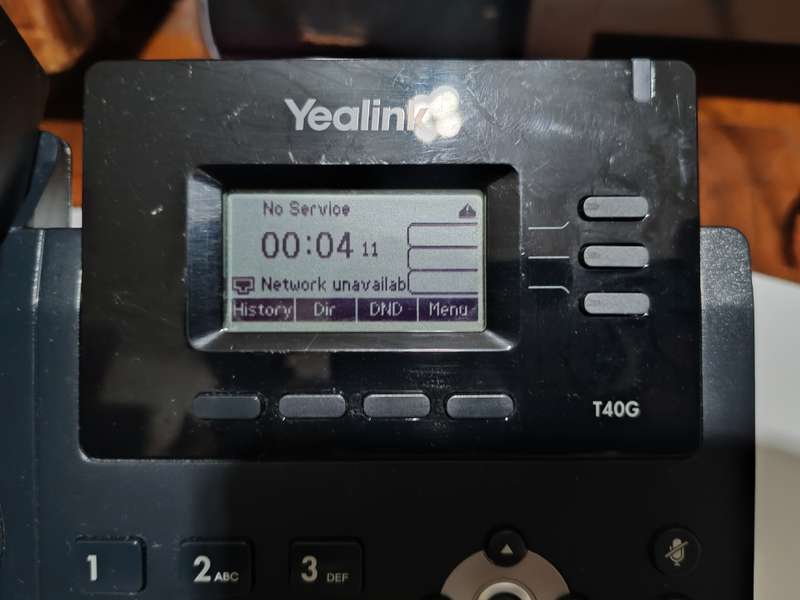 Yealink
No Service
00:04 11
Network unavailab
History Dir DND Menu
T40G
1 2 ABC 3 DEF